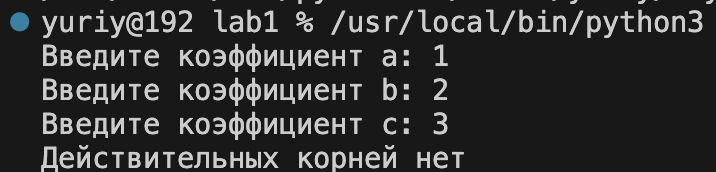 yuriy@192 lab1 % /usr/local/bin/python3
Введите коэффициент a: 1
Введите коэффициент b: 2
Введите коэффициент c: 3
Действительных корней нет